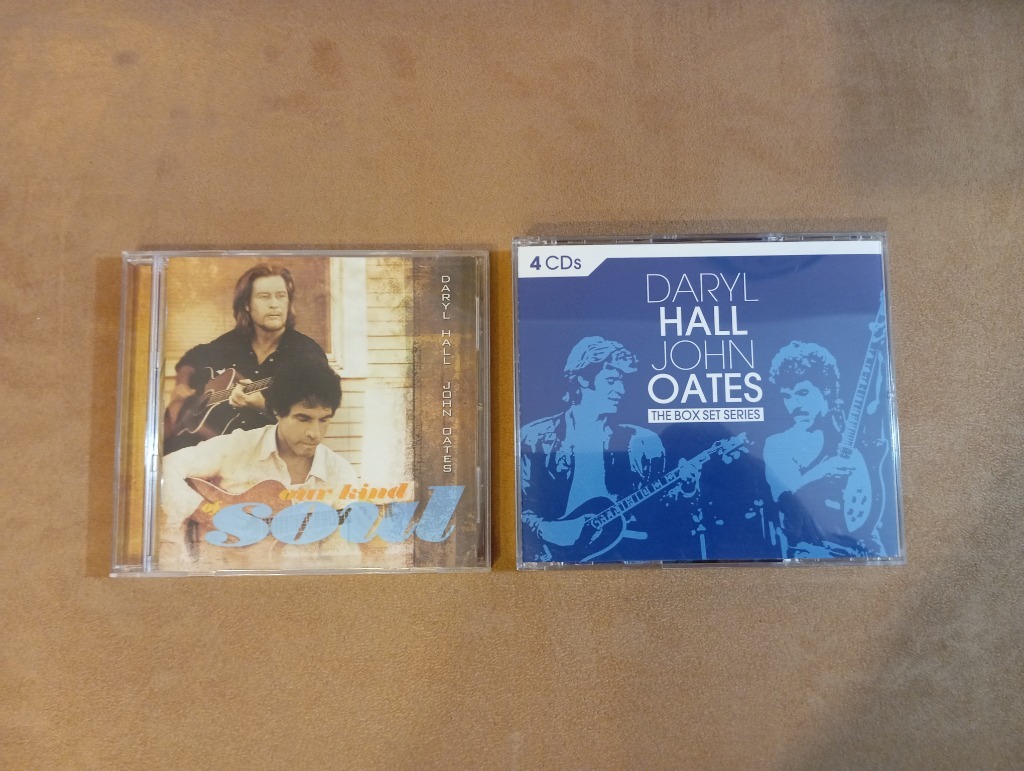 DARYL HALL JOHN OATES
our kind
of
soul
4 CDs
DARYL
HALL
JOHN
OATES
THE BOX SET SERIES